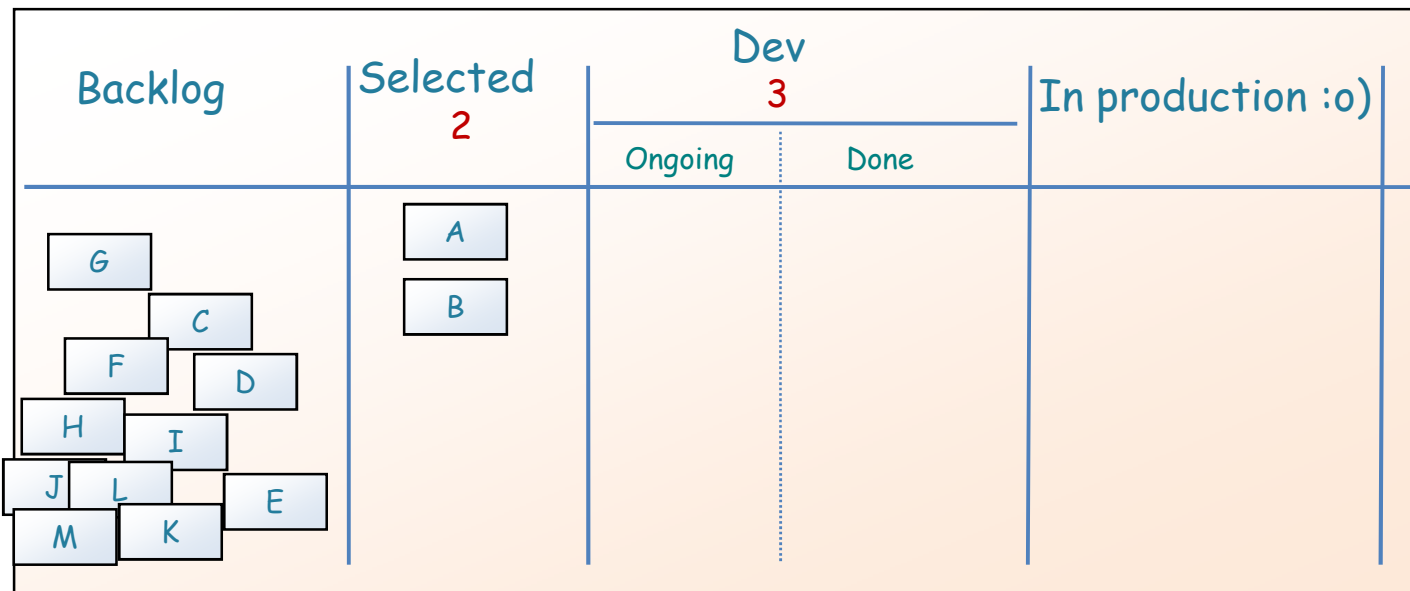 Backlog
Selected
2
Dev
3
Ongoing
Done
In production :o)
A
B
G
C
F
D
H
I
J
L
E
M
K